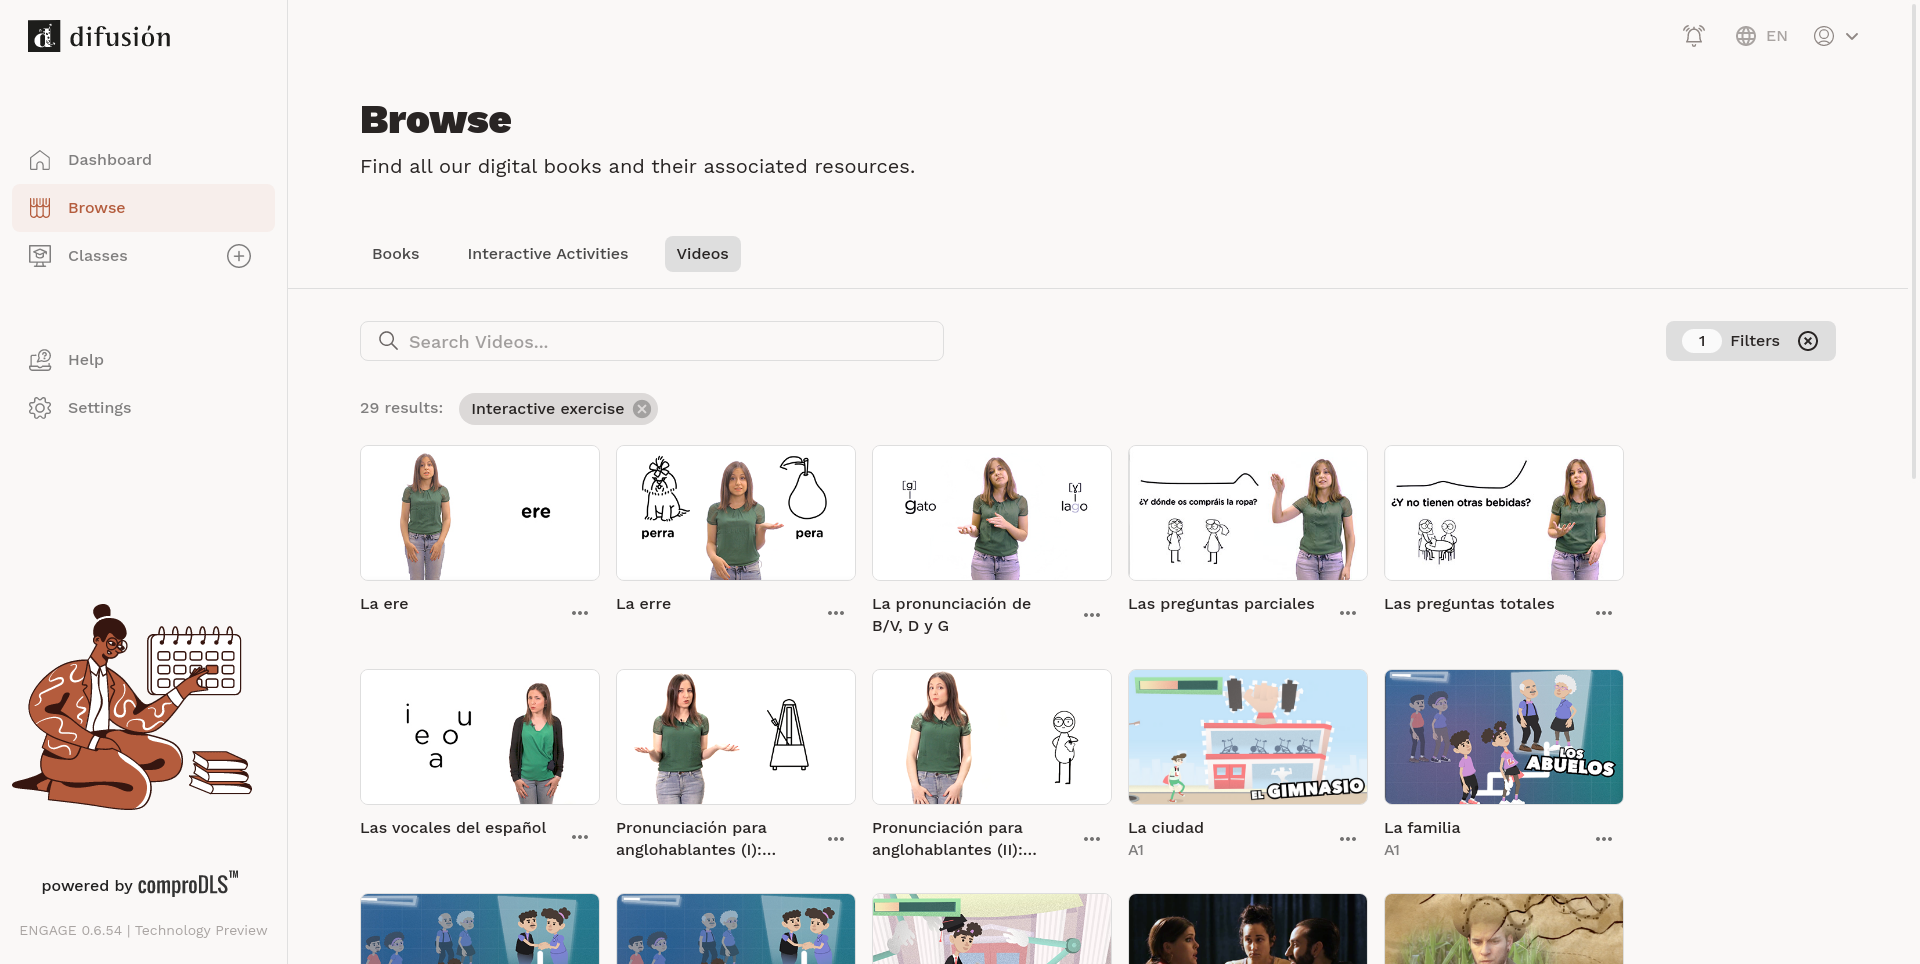 difusión
EN
Dashboard
Browse
Classes
Help
Settings
powered by comproDLS™
ENGAGE 0.6.54 | Technology Preview
Browse
Find all our digital books and their associated resources.
Books
Interactive Activities
Videos
Search Videos...
1 Filters
29 results:
Interactive exercise
ere
perra
pera
[g]
gato
[ɣ]
lago
¿Y dónde os compráis la ropa?
¿Y no tienen otras bebidas?
La ere
La erre
La pronunciación de
B/V, D y G
Las preguntas parciales
Las preguntas totales
i
u
e
o
a
EL GIMNASIO
LOS
ABUELOS
Las vocales del español
Pronunciación para
anglohablantes (I):...
Pronunciación para
anglohablantes (II):...
La ciudad
A1
La familia
A1